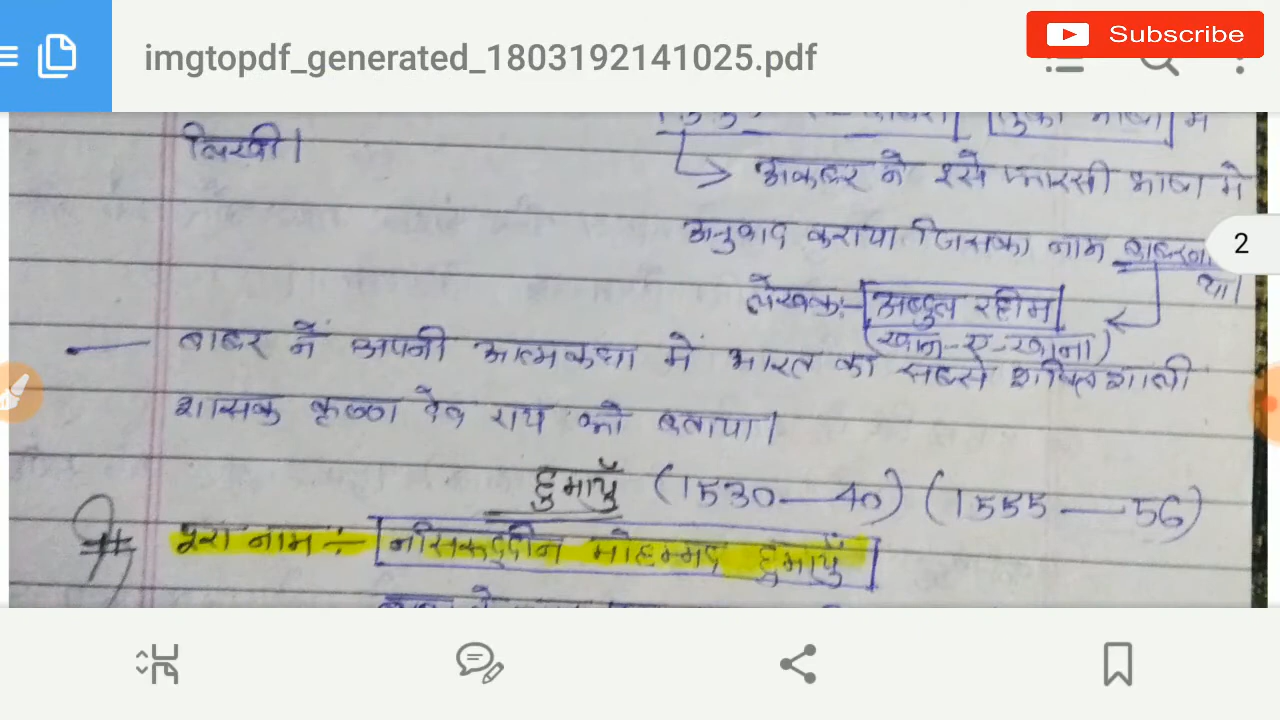 imgtopdf_generated_1803192141025.pdf
Subscribe
में
लिखी।
अकबर ने इसे फारसी भाषा में
अनुवाद कराया जिसका नाम
2
था।
लेखक:- अब्दुल रहीम
(खान-ए-खाना)
बाबर नें अपनी आत्मकथा में भारत का सबसे शक्तिशाली
शासक कृष्ण देव राय को बताया।
हुमायुँ (1530—40) (1555—56)
पूरा नाम:- नसिरूद्दीन मोहम्मद हुमायुँ